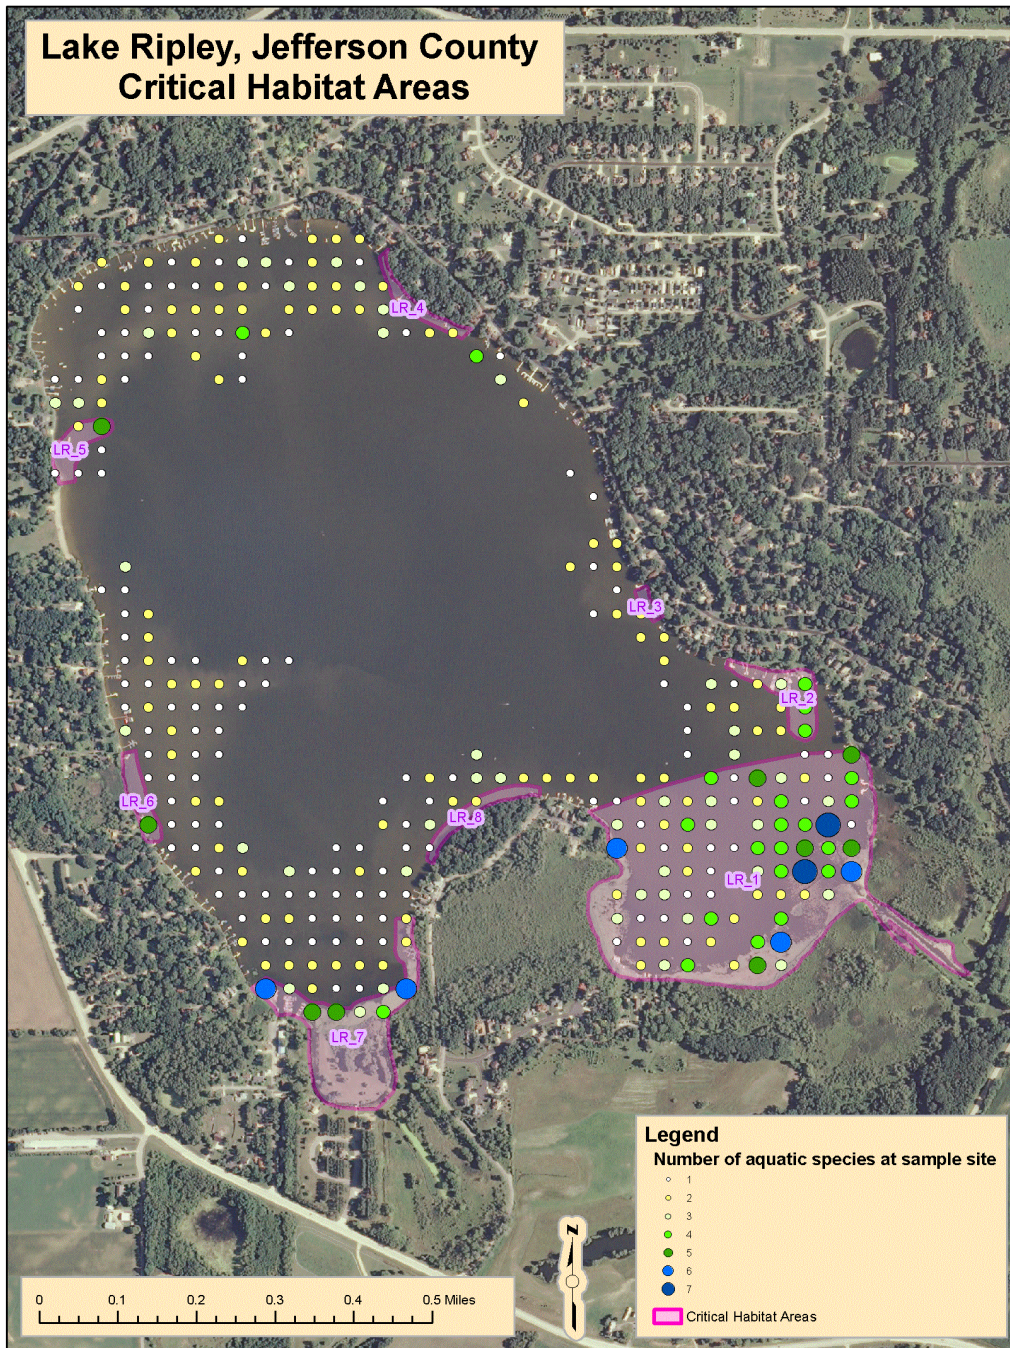 Lake Ripley, Jefferson County
Critical Habitat Areas
LR_4
LR_5
LR_3
LR_2
LR_6
LR_8
LR_1
LR_7
Legend
Number of aquatic species at sample site
1
2
3
4
5
6
7
Critical Habitat Areas
N
0 0.1 0.2 0.3 0.4 0.5 Miles